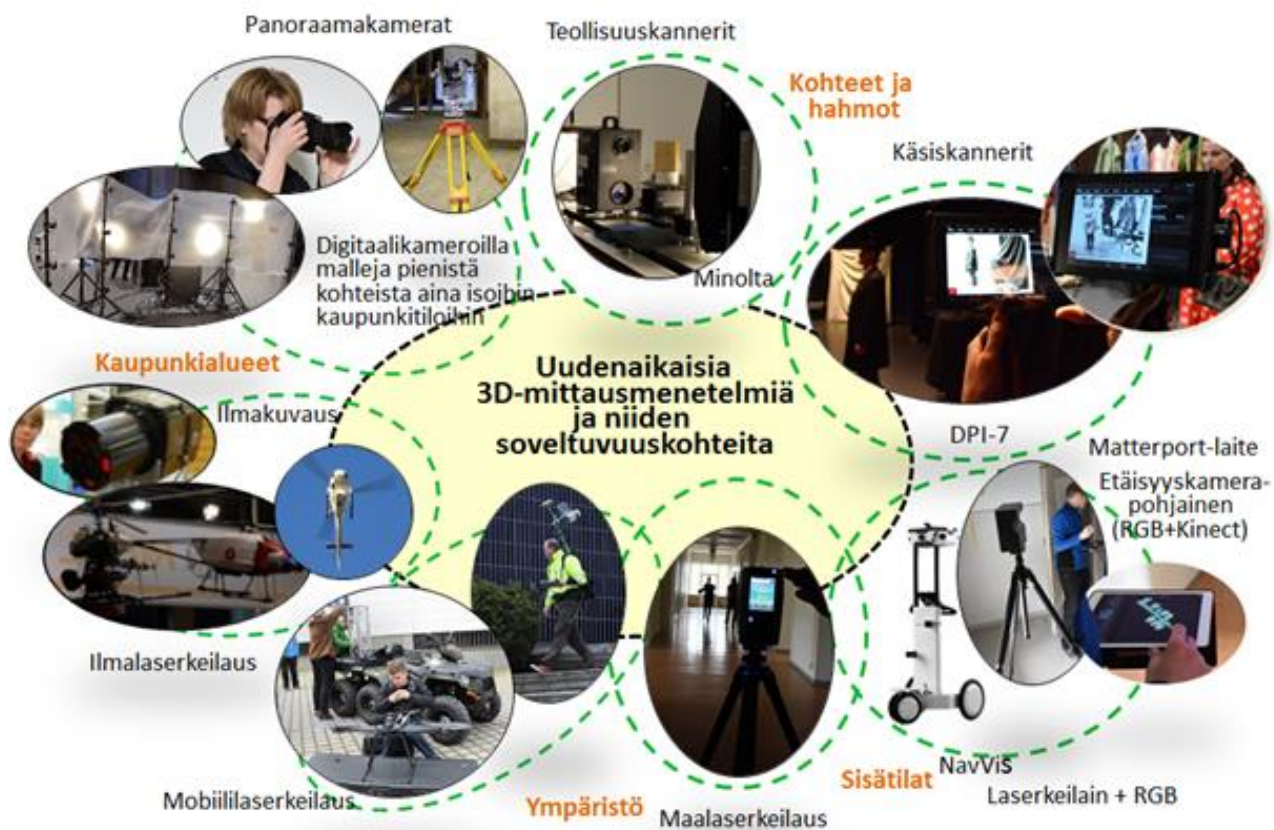 Panoraamakamerat
Teollisuuskannerit
Kohteet ja
hahmot
Käsiskannerit
Digitaalikameroilla
malleja pienistä
kohteista aina isoihin
kaupunkitiloihin
Minolta
Kaupunkialueet
Uudenaikaisia
3D-mittausmenetelmiä
ja niiden
soveltuvuuskohteita
Ilmakuvaus
DPI-7
Matterport-laite
Etäisyyskamera-
pohjainen
(RGB+Kinect)
Ilmalaserkeilaus
Mobiililaserkeilaus
Ympäristö
Maalaserkeilaus
Sisätilat
NavVis
Laserkeilain + RGB